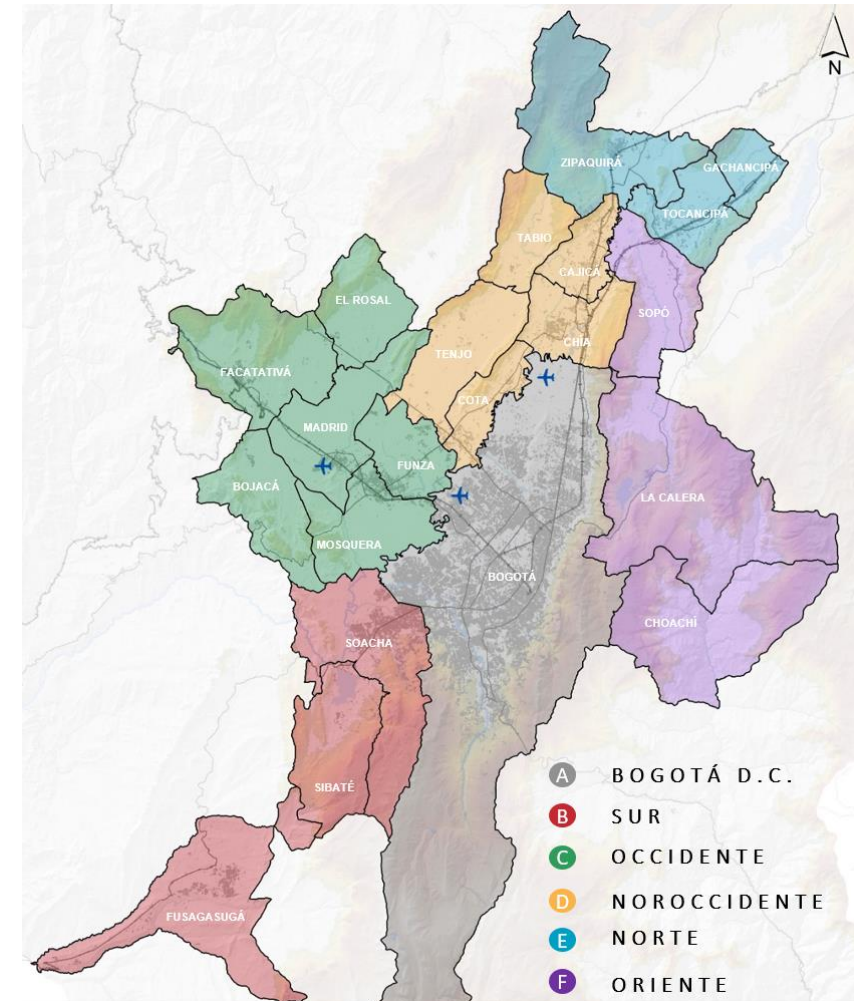 N
ZIPAQUIRÁ
GACHANCIPÁ
TOCANCIPÁ
TABIO
CAJICÁ
EL ROSAL
SOPÓ
CHÍA
TENJO
FACATATIVÁ
COTA
MADRID
FUNZA
BOJACÁ
LA CALERA
MOSQUERA
BOGOTÁ
CHOACHÍ
SOACHA
SIBATÉ
FUSAGASUGÁ
A BOGOTÁ D.C.
B SUR
C OCCIDENTE
D NOROCCIDENTE
E NORTE
F ORIENTE